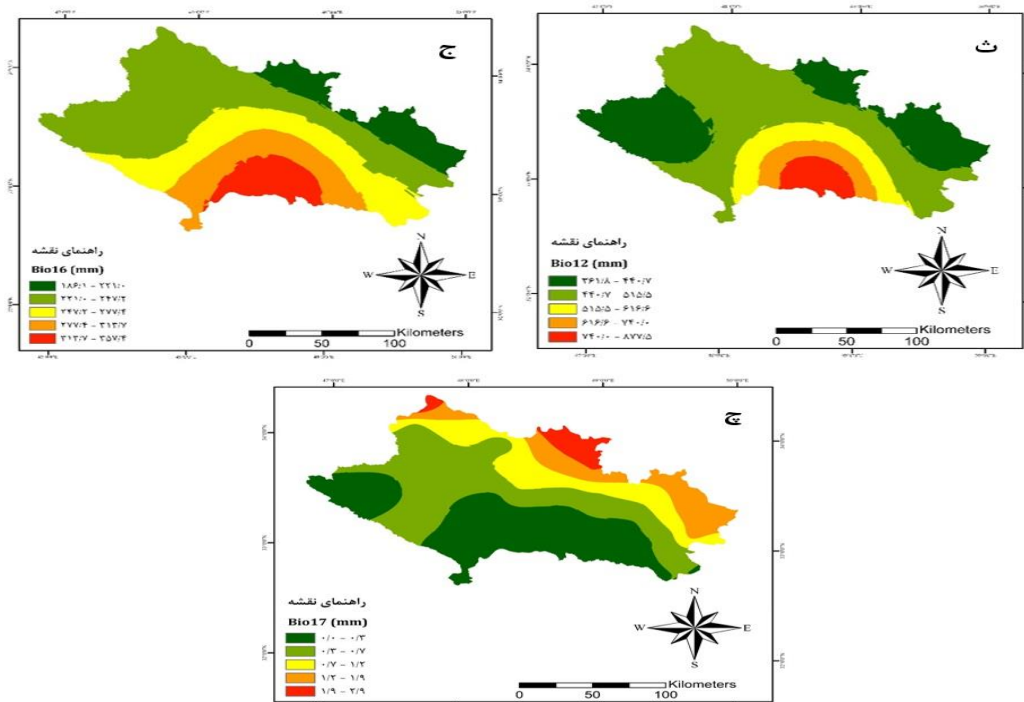 ج
راهنمای نقشه
Bio16 (mm)
۱۸۶/۱ - ۲۲۱/۰
۲۲۱/۰ - ۲۴۷/۲
۲۴۷/۲ - ۲۷۷/۴
۲۷۷/۴ - ۳۱۳/۷
۳۱۳/۷ - ۳۵۷/۴
N
W E
S
Kilometers
0 50 100
ث
راهنمای نقشه
Bio12 (mm)
۳۶۱/۸ - ۴۴۰/۷
۴۴۰/۷ - ۵۱۵/۵
۵۱۵/۵ - ۶۱۶/۶
۶۱۶/۶ - ۷۴۰/۰
۷۴۰/۰ - ۸۷۷/۵
N
W E
S
Kilometers
0 50 100
چ
راهنمای نقشه
Bio17 (mm)
۰/۰ - ۰/۳
۰/۳ - ۰/۷
۰/۷ - ۱/۲
۱/۲ - ۱/۹
۱/۹ - ۲/۹
N
W E
S
Kilometers
0 50 100